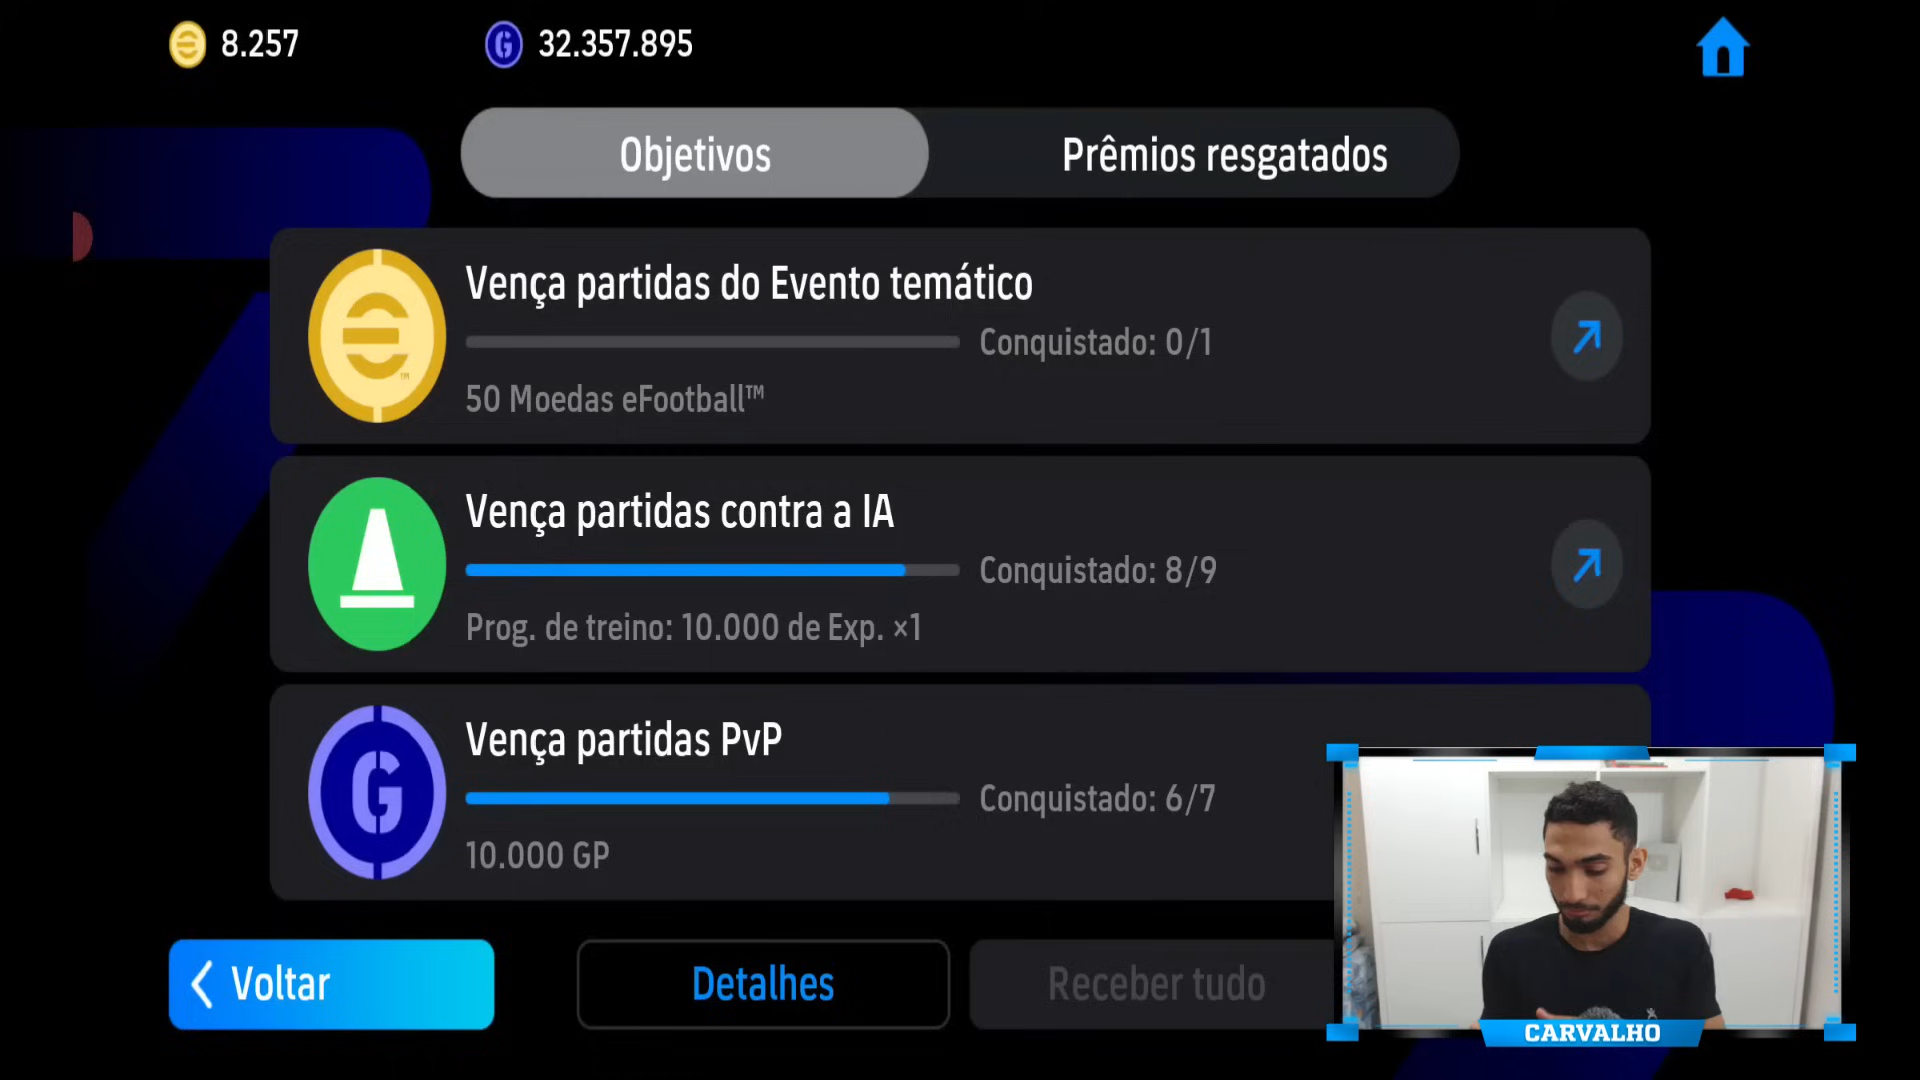 8.257
32.357.895
Objetivos
Prêmios resgatados
Vença partidas do Evento temático
Conquistado: 0/1
50 Moedas eFootball™
Vença partidas contra a IA
Conquistado: 8/9
Prog. de treino: 10.000 de Exp. ×1
Vença partidas PvP
Conquistado: 6/7
10.000 GP
Voltar
Detalhes
Receber tudo
CARVALHO